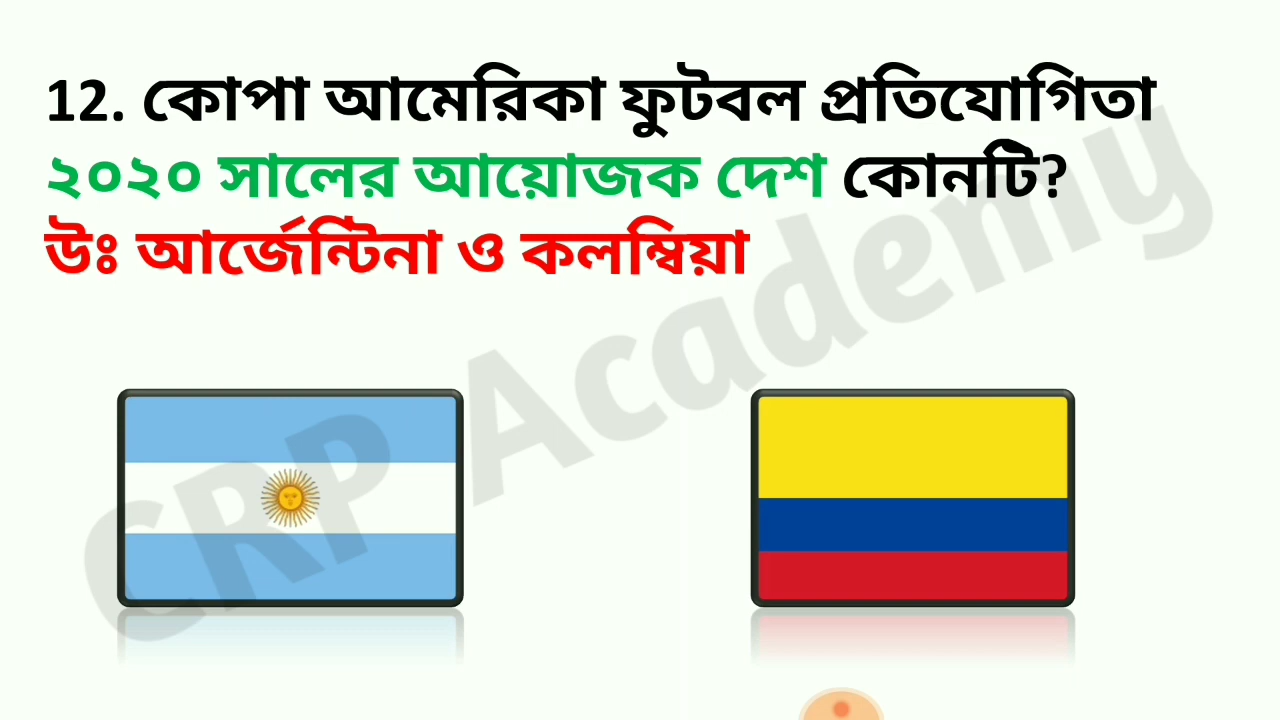 12. কোপা আমেরিকা ফুটবল প্রতিযোগিতা
২০২০ সালের আয়োজক দেশ কোনটি?
উঃ আর্জেন্টিনা ও কলম্বিয়া
CRP Academy